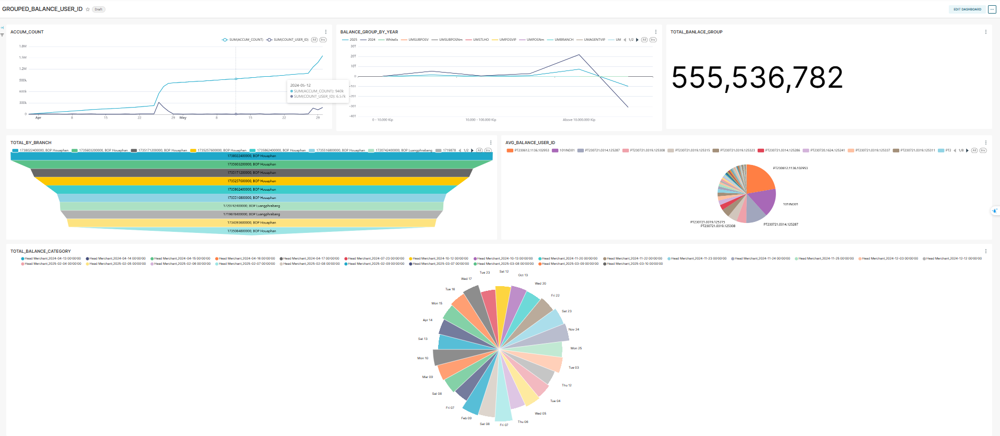 GROUPED_BALANCE_USER_ID ☆ Draft
EDIT DASHBOARD ...
ACCUM_COUNT
SUM(ACCUM_COUNT) SUM(COUNT_USER_ID) All Inv
1.8M
1.5M
1.2M
900k
600k
300k
0
Apr 8 15 22 29 May 8 15 22 29
2024-05-12
SUM(ACCUM_COUNT): 940k
SUM(COUNT_USER_ID): 6.57k
BALANCE_GROUP_BY_YEAR
2025 2024 Whitelis UMSUBPOSV UMSUBPOSNm UMSTLHO UMPOSVIP UMPOSNm UMBRANCH UMAGENTVIP UM 1/2 All Inv
30T
20T
10T
0
-10T
-20T
-30T
-40T
0 - 10.000 Kip 10.000 - 100.000 Kip Above 10.000.000 Kip
TOTAL_BANLACE_GROUP
555,536,782
TOTAL_BY_BRANCH
1738022400000, BOP Houaphan 1735603200000, BOP Houaphan 1735171200000, BOP Houaphan 1735257600000, BOP Houaphan 1735862400000, BOP Houaphan 1735516800000, BOP Houaphan 1720742400000, BOP Luangphrabang 1719878 1/2 All Inv
1738022400000, BOP Houaphan
1735603200000, BOP Houaphan
1735171200000, BOP Houaphan
1735257600000, BOP Houaphan
1735862400000, BOP Houaphan
1735516800000, BOP Houaphan
1720742400000, BOP Luangphrabang
1719878400000, BOP Luangphrabang
1734393600000, BOP Houaphan
1735084800000, BOP Houaphan
AVG_BALANCE_USER_ID
PT230612.1136.102953 101IND01 PT230721.0314.125287 PT230721.0319.125308 PT230721.0319.125315 PT230721.0319.125323 PT230721.0314.125286 PT230720.1624.125241 PT230721.0319.125337 PT230721.0319.125311 PT2 1/8 All Inv
PT230612.1136.102953
101IND01
PT230721.0314.125287
PT230721.0319.125315
PT230721.0319.125308
TOTAL_BALANCE_CATEGORY
Head Merchant,2024-04-13 00:00:00 Head Merchant,2024-04-14 00:00:00 Head Merchant,2024-04-15 00:00:00 Head Merchant,2024-04-16 00:00:00 Head Merchant,2024-04-17 00:00:00 Head Merchant,2024-07-23 00:00:00 Head Merchant,2024-10-12 00:00:00 Head Merchant,2024-10-13 00:00:00 Head Merchant,2024-11-20 00:00:00 Head Merchant,2024-11-22 00:00:00 Head Merchant,2024-11-23 00:00:00 Head Merchant,2024-11-24 00:00:00 Head Merchant,2024-11-25 00:00:00 Head Merchant,2024-12-03 00:00:00 Head Merchant,2024-12-12 00:00:00
Head Merchant,2025-02-04 00:00:00 Head Merchant,2025-02-05 00:00:00 Head Merchant,2025-02-06 00:00:00 Head Merchant,2025-02-07 00:00:00 Head Merchant,2025-02-08 00:00:00 Head Merchant,2025-02-09 00:00:00 Head Merchant,2025-03-07 00:00:00 Head Merchant,2025-03-08 00:00:00 Head Merchant,2025-03-09 00:00:00 Head Merchant,2025-03-10 00:00:00
Sat 12
Tue 23
Oct 13
Wed 17
Wed 20
Tue 16
Fri 22
Mon 15
Sat 23
Apr 14
Nov 24
Sat 13
Mon 25
Mon 10
Tue 03
Mar 09
Thu 12
Sat 08
Tue 04
Fri 07
Wed 05
Feb 09
Thu 06
Sat 08
Fri 07